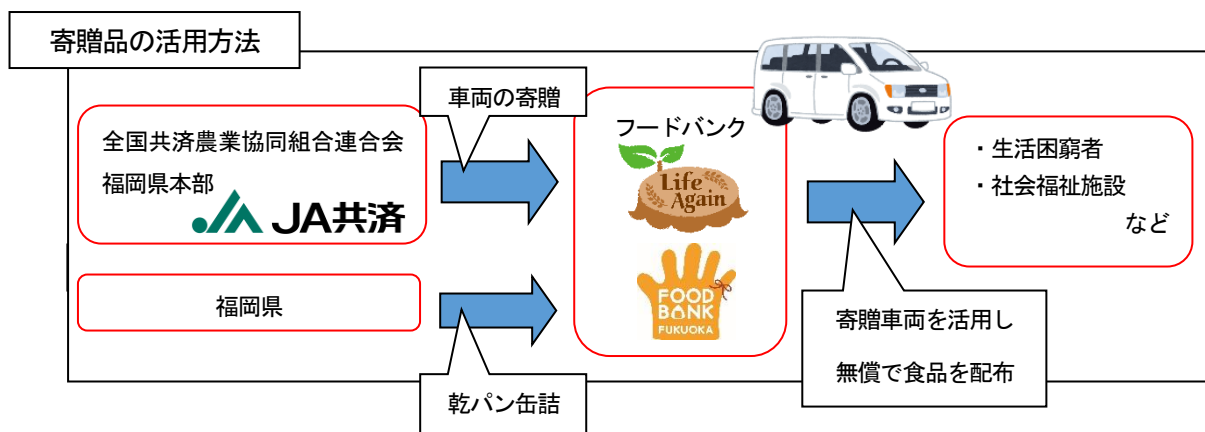 寄贈品の活用方法
車両の寄贈
全国共済農業協同組合連合会
福岡県本部
JA共済
福岡県
乾パン缶詰
フードバンク
Life
Again
FOOD
BANK
FUKUOKA
・生活困窮者
・社会福祉施設
など
寄贈車両を活用し
無償で食品を配布